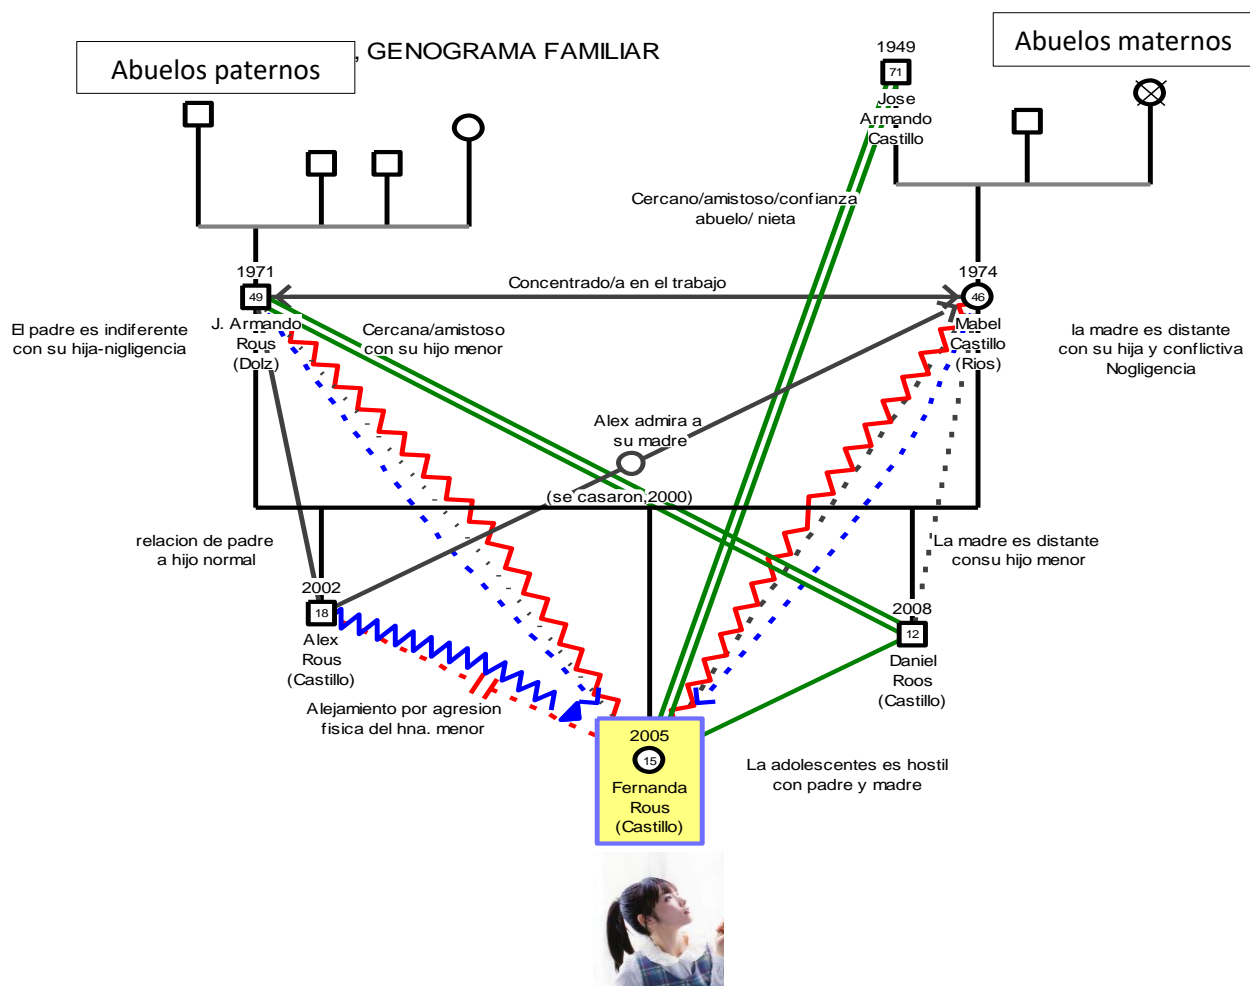 Abuelos paternos
, GENOGRAMA FAMILIAR
1949
71
Jose
Armando
Castillo
Abuelos maternos
Cercano/amistoso/confianza
abuelo/ nieta
1971
49
J. Armando
Rous
(Dolz)
Concentrado/a en el trabajo
1974
46
Mabel
Castillo
(Rios)
El padre es indiferente
con su hija-nigligencia
Cercana/amistoso
con su hijo menor
la madre es distante
con su hija y conflictiva
Nogligencia
Alex admira a
su madre
(se casaron,2000)
relacion de padre
a hijo normal
La madre es distante
consu hijo menor
2002
18
Alex
Rous
(Castillo)
2008
12
Daniel
Roos
(Castillo)
Alejamiento por agresion
fisica del hna. menor
2005
15
Fernanda
Rous
(Castillo)
La adolescentes es hostil
con padre y madre